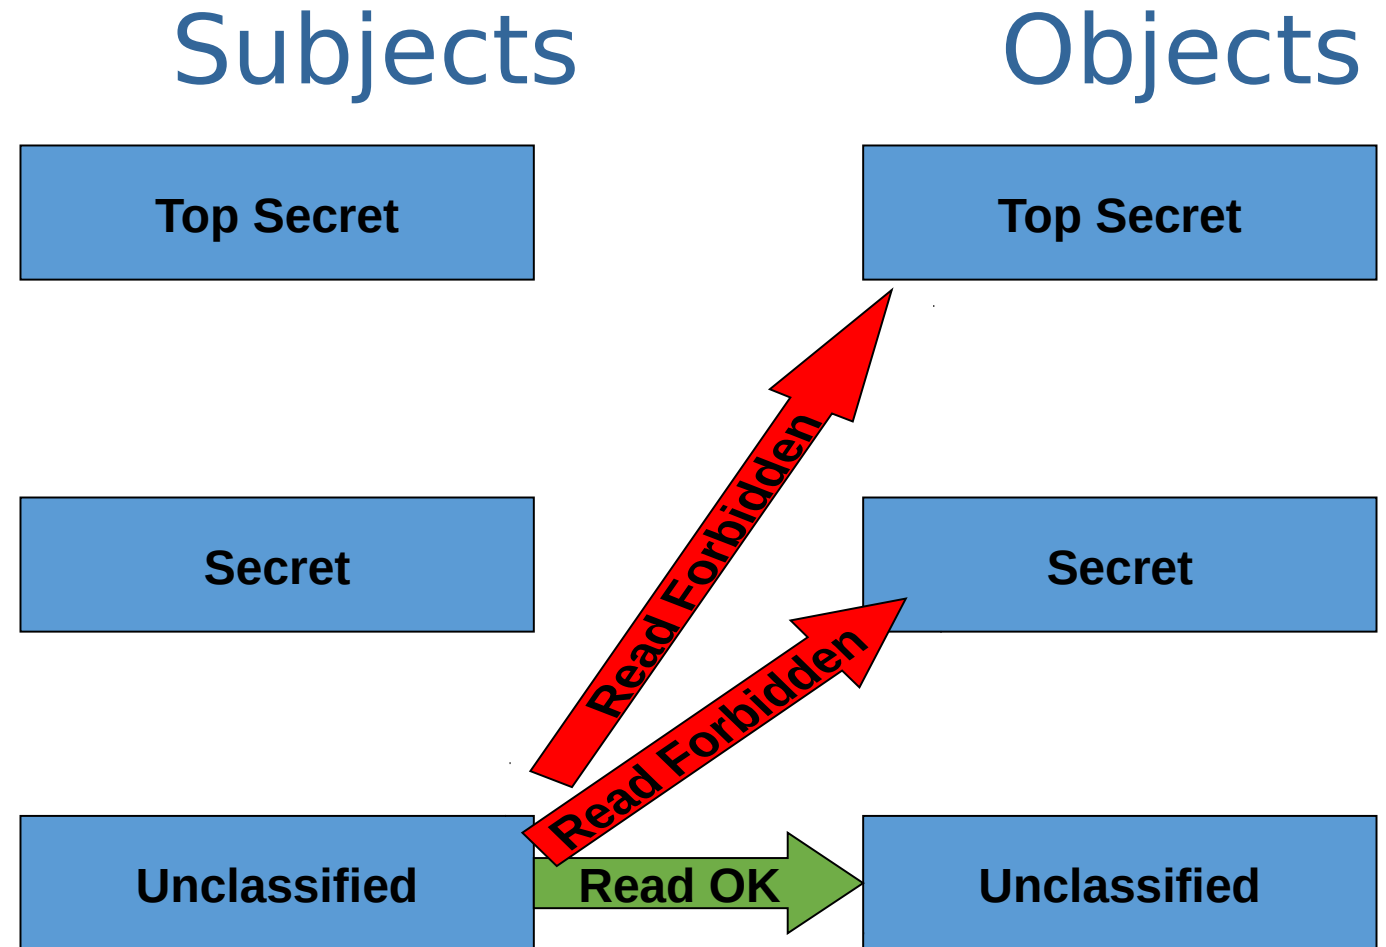 Subjects
Objects
Top Secret
Top Secret
Read Forbidden
Secret
Secret
Read Forbidden
Unclassified
Read OK
Unclassified